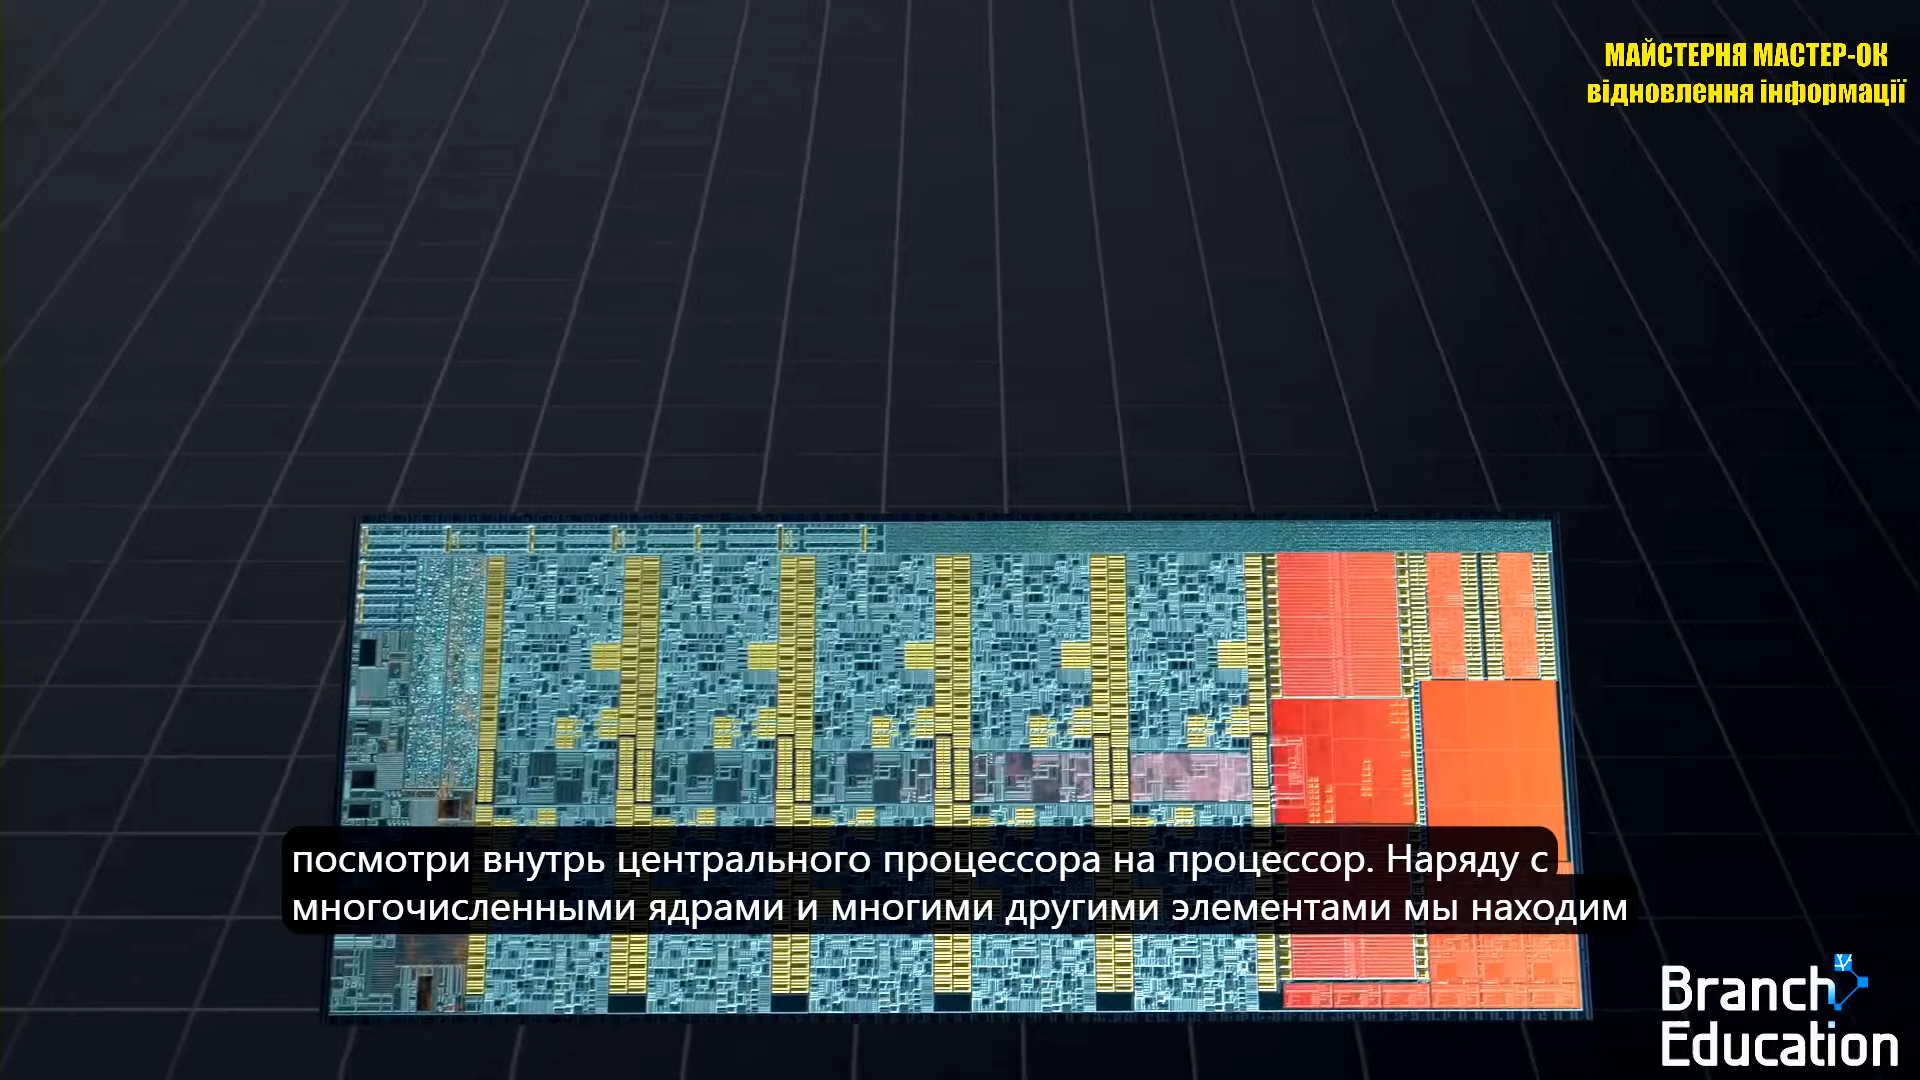 МАЙСТЕРНЯ МАСТЕР-ОК
відновлення інформації
посмотри внутрь центрального процессора на процессор. Наряду с
многочисленными ядрами и многими другими элементами мы находим
Branch
Education